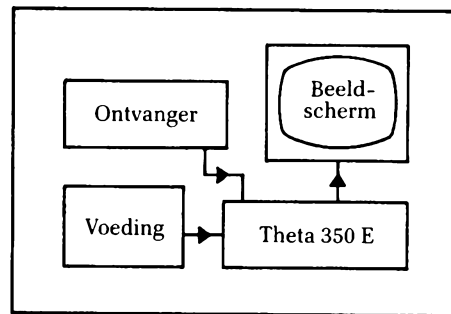 Ontvanger
Beeld-
scherm
Voeding
Theta 350 E